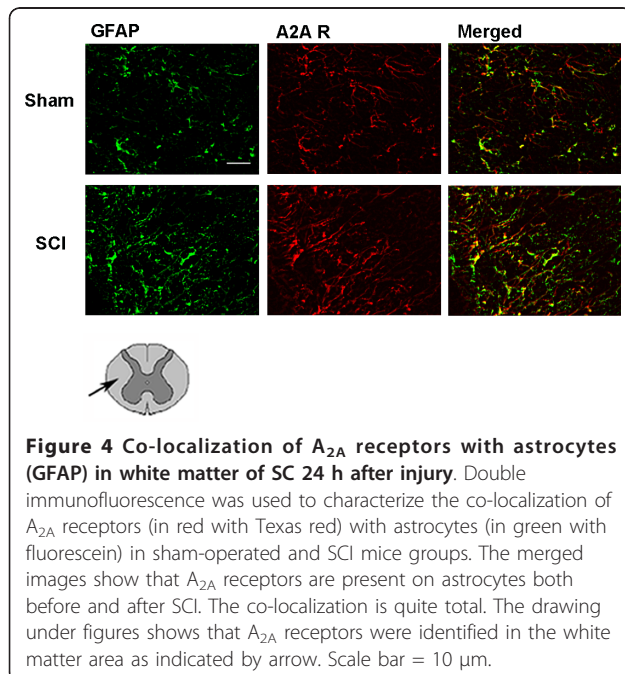 GFAP A2A R Merged
Sham
SCI
Figure 4 Co-localization of A₂A receptors with astrocytes
(GFAP) in white matter of SC 24 h after injury. Double
immunofluorescence was used to characterize the co-localization of
A₂A receptors (in red with Texas red) with astrocytes (in green with
fluorescein) in sham-operated and SCI mice groups. The merged
images show that A₂A receptors are present on astrocytes both
before and after SCI. The co-localization is quite total. The drawing
under figures shows that A₂A receptors were identified in the white
matter area as indicated by arrow. Scale bar = 10 μm.